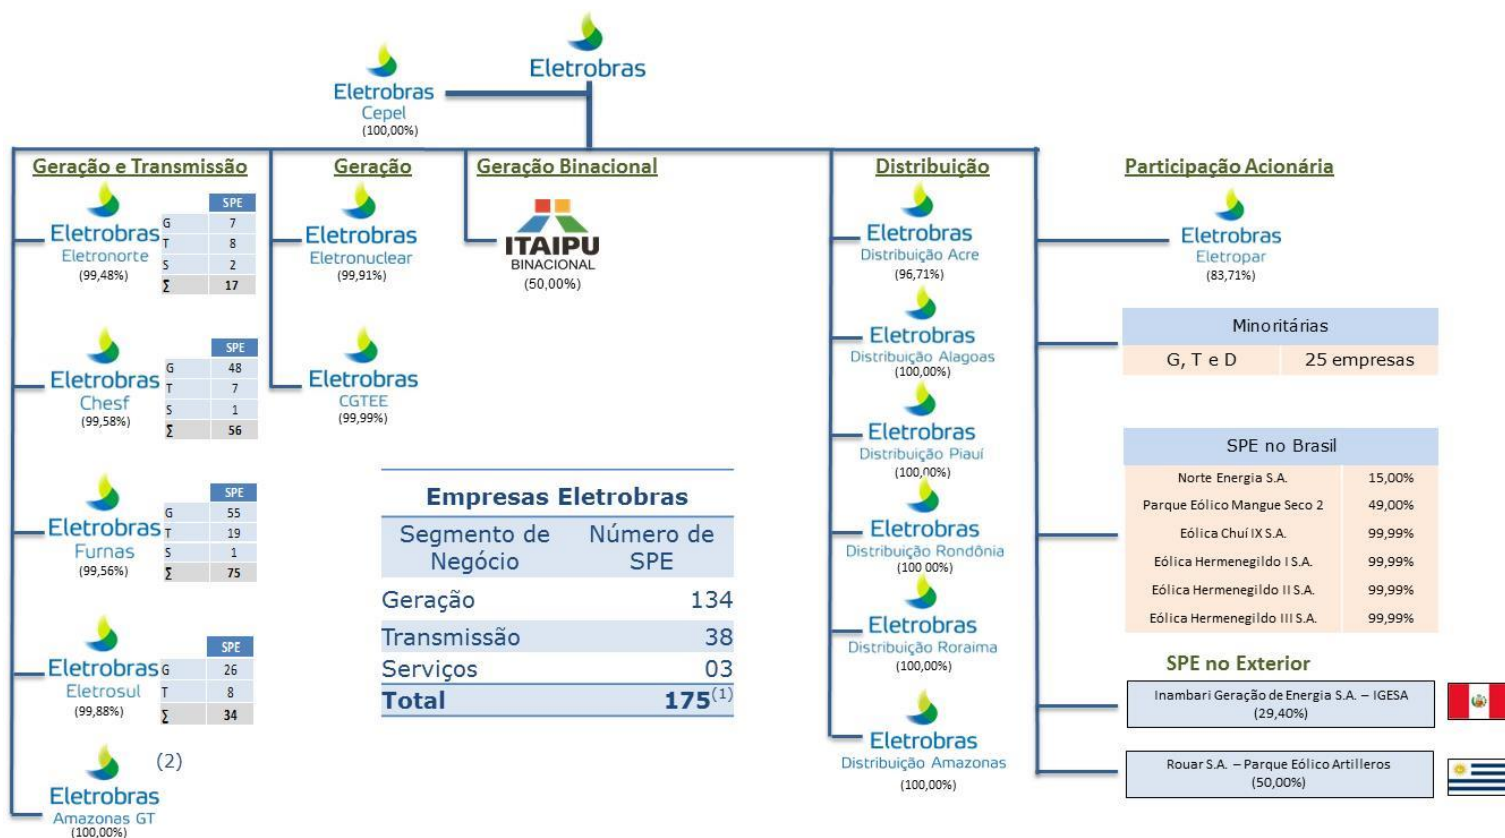 Eletrobras
Eletrobras
Cepel
(100,00%)
Geração e Transmissão
Eletrobras
Eletronorte
(99,48%)
SPE
G 7
T 8
S 2
Σ 17
Eletrobras
Chesf
(99,58%)
SPE
G 48
T 7
S 1
Σ 56
Eletrobras
Furnas
(99,56%)
SPE
G 55
T 19
S 1
Σ 75
Eletrobras
Eletrosul
(99,88%)
SPE
G 26
T 8
Σ 34
(2)
Eletrobras
Amazonas GT
(100,00%)
Geração
Eletrobras
Eletronuclear
(99,91%)
Eletrobras
CGTEE
(99,99%)
Geração Binacional
ITAIPU
BINACIONAL
(50,00%)
Empresas Eletrobras
Segmento de Negócio Número de SPE
Geração 134
Transmissão 38
Serviços 03
Total 175(1)
Distribuição
Eletrobras
Distribuição Acre
(96,71%)
Eletrobras
Distribuição Alagoas
(100,00%)
Eletrobras
Distribuição Piauí
(100,00%)
Eletrobras
Distribuição Rondônia
(100 00%)
Eletrobras
Distribuição Roraima
(100,00%)
Eletrobras
Distribuição Amazonas
(100,00%)
Participação Acionária
Eletrobras
Eletropar
(83,71%)
Minoritárias
G, T e D 25 empresas
SPE no Brasil
Norte Energia S.A. 15,00%
Parque Eólico Mangue Seco 2 49,00%
Eólica Chuí IX S.A. 99,99%
Eólica Hermenegildo I S.A. 99,99%
Eólica Hermenegildo II S.A. 99,99%
Eólica Hermenegildo III S.A. 99,99%
SPE no Exterior
Inambari Geração de Energia S.A. – IGESA
(29,40%)
Rouar S.A. – Parque Eólico Artilleros
(50,00%)